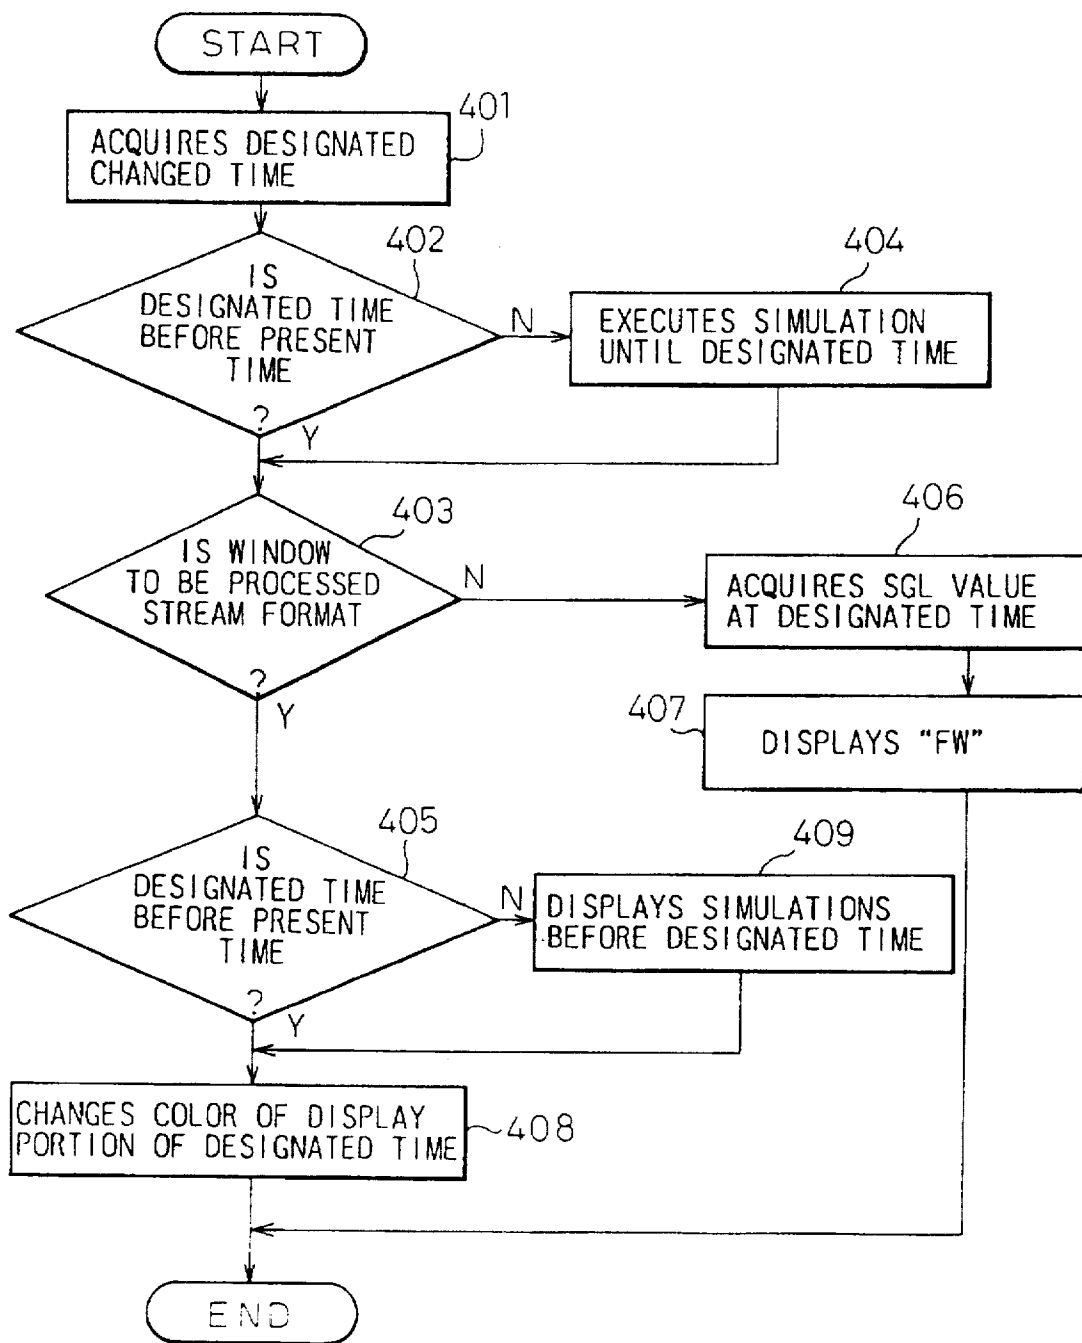 START
401
ACQUIRES DESIGNATED
CHANGED TIME
402
IS
DESIGNATED TIME
BEFORE PRESENT
TIME
?
N
Y
404
EXECUTES SIMULATION
UNTIL DESIGNATED TIME
403
IS WINDOW
TO BE PROCESSED
STREAM FORMAT
?
N
Y
406
ACQUIRES SGL VALUE
AT DESIGNATED TIME
407
DISPLAYS "FW"
405
IS
DESIGNATED TIME
BEFORE PRESENT
TIME
?
N
Y
409
DISPLAYS SIMULATIONS
BEFORE DESIGNATED TIME
CHANGES COLOR OF DISPLAY
PORTION OF DESIGNATED TIME
408
END